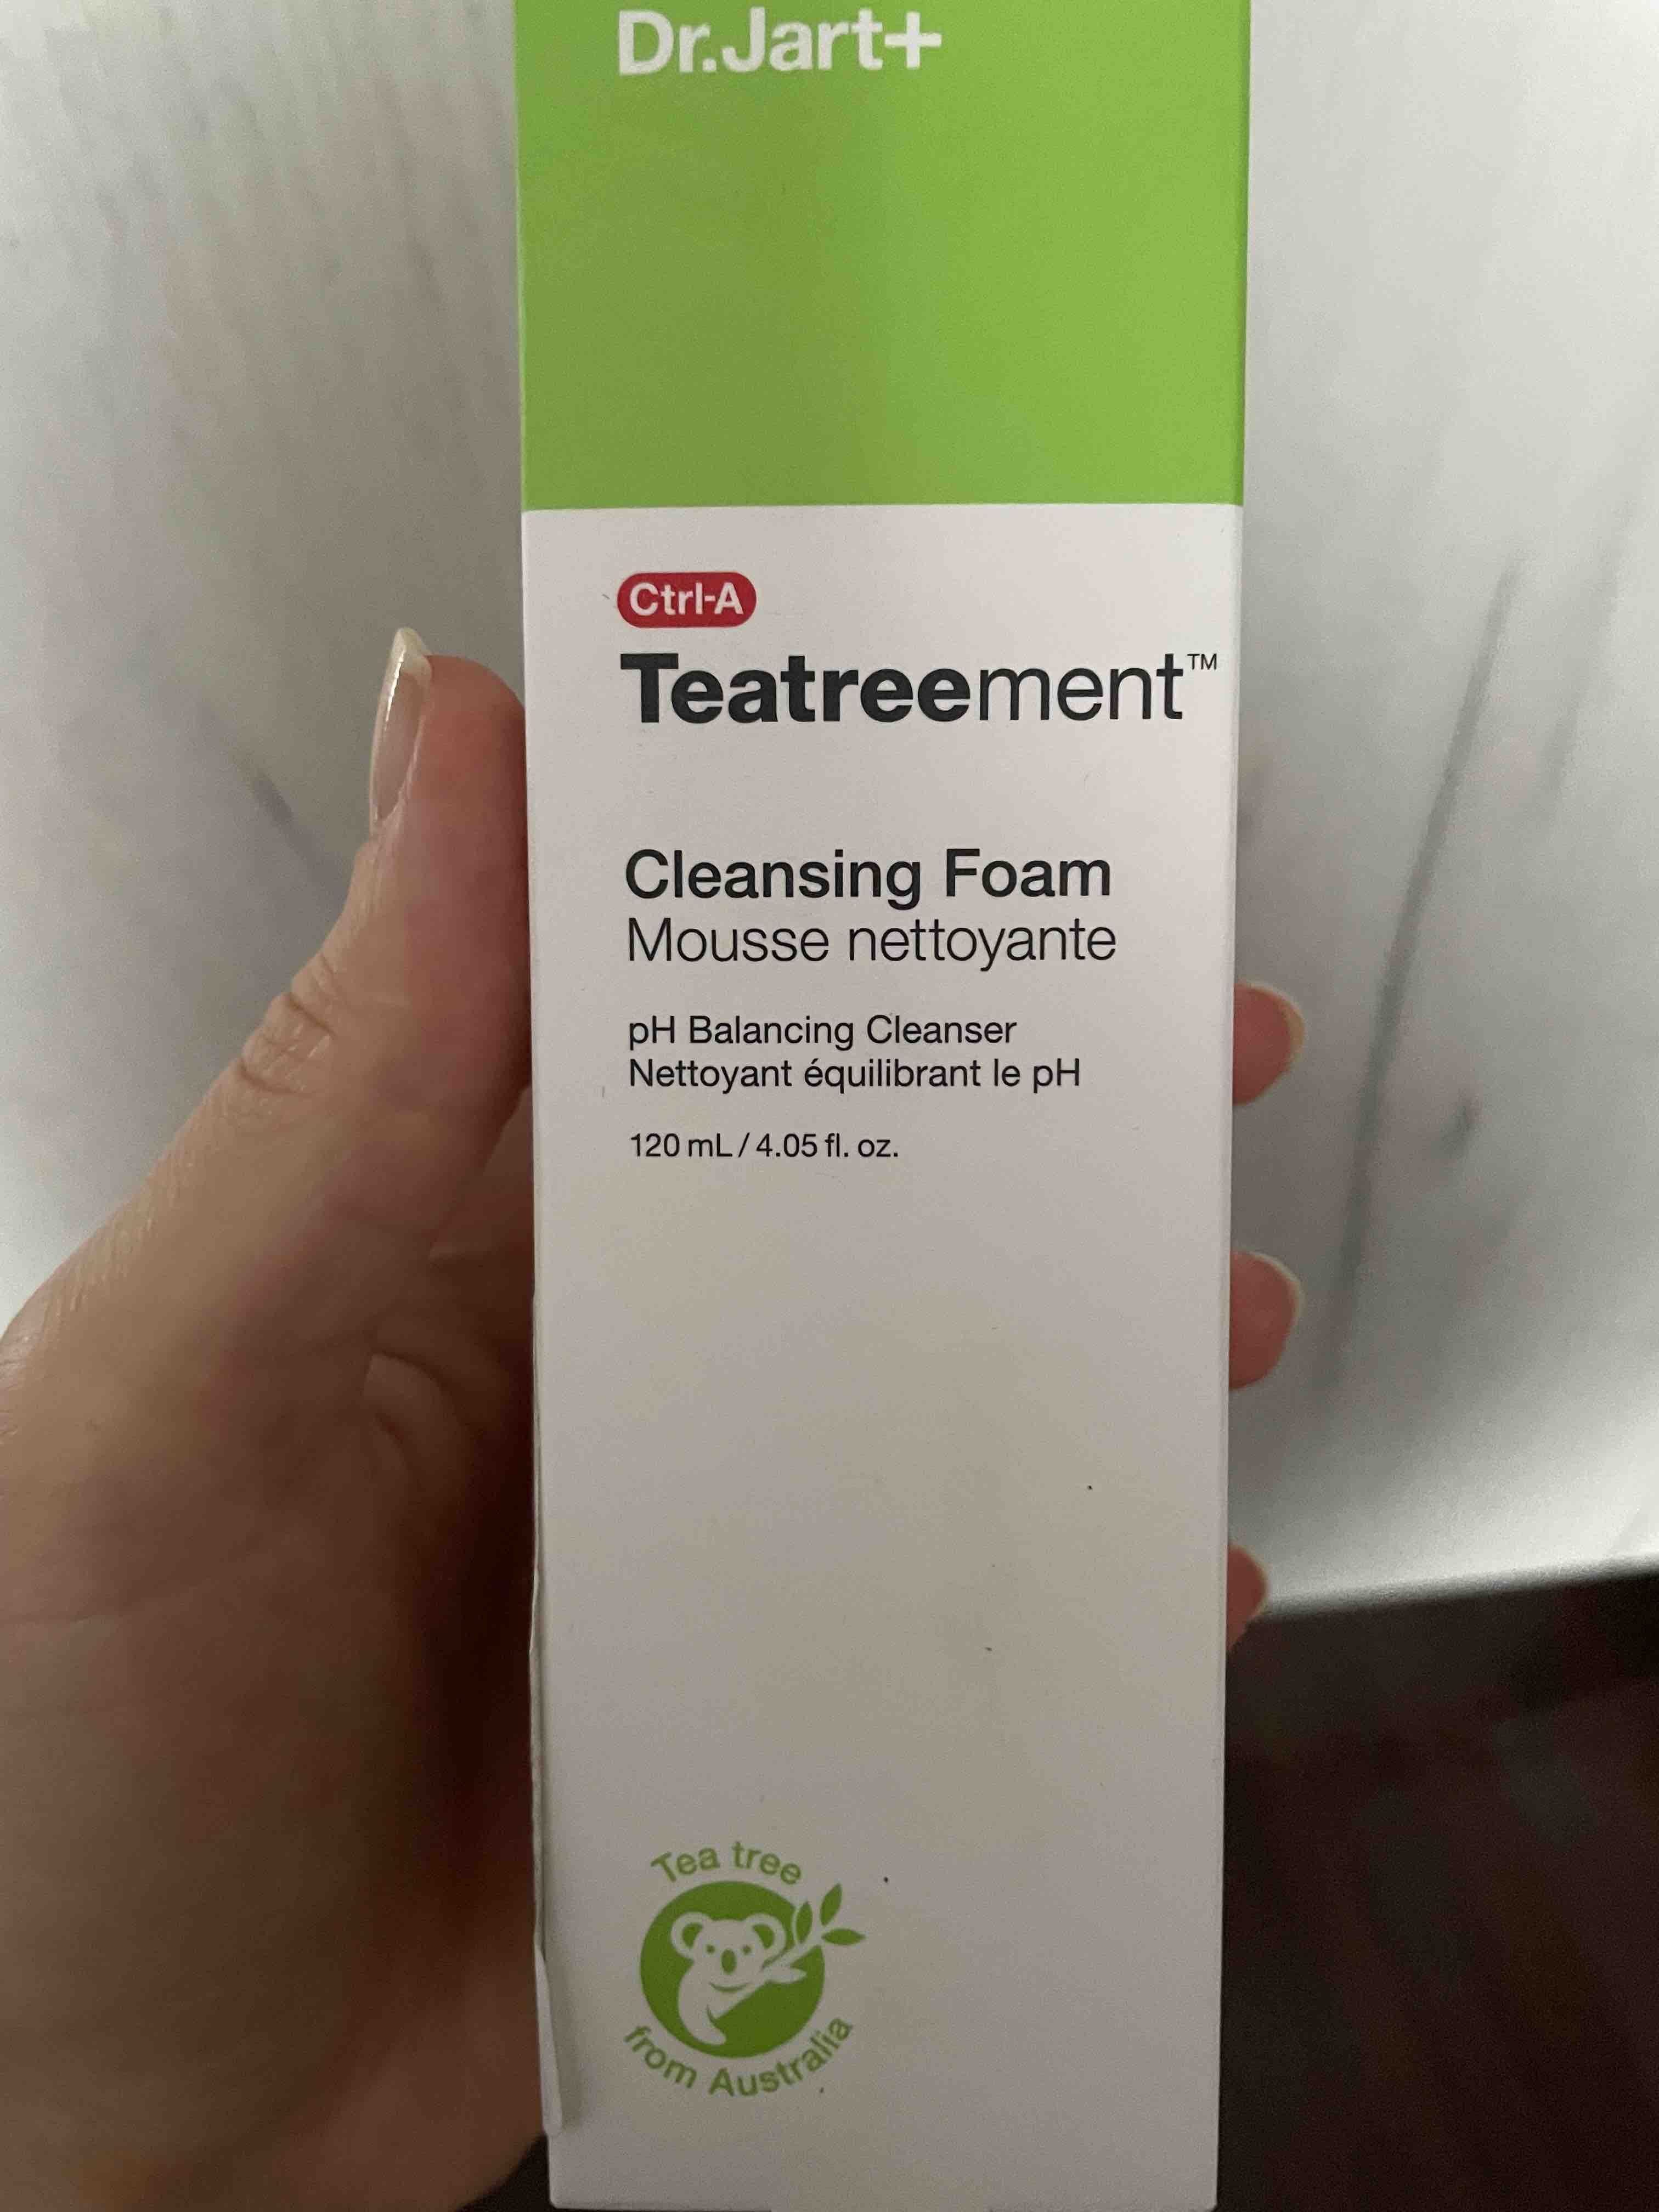 Dr.Jart+
Ctrl-A
Teatreement™
Cleansing Foam
Mousse nettoyante
pH Balancing Cleanser
Nettoyant équilibrant le pH
120 mL / 4.05 fl. oz.
Tea tree
from Australia